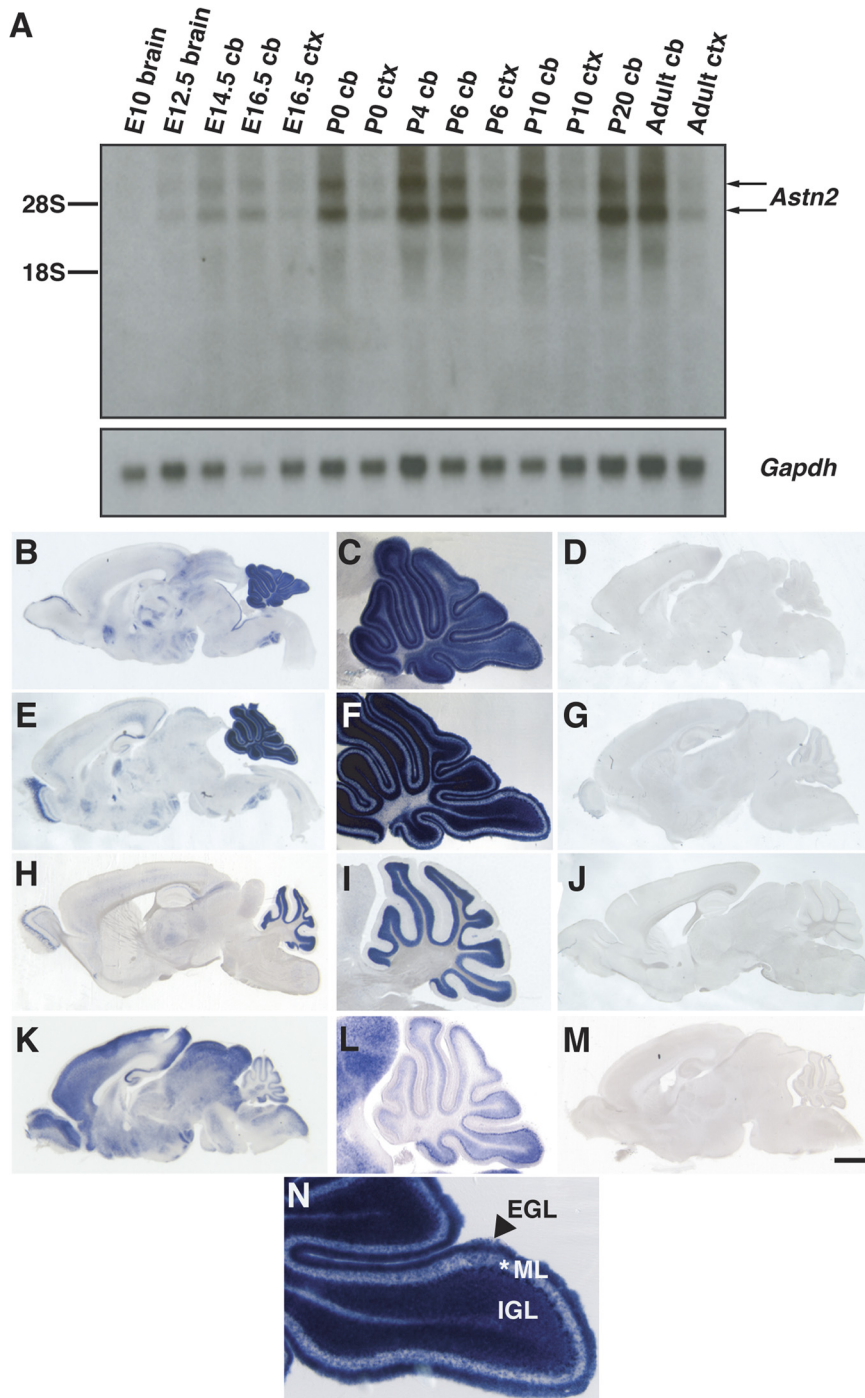 A
E10 brain
E12.5 brain
E14.5 cb
E16.5 cb
E16.5 ctx
P0 cb
P0 ctx
P4 cb
P6 cb
P6 ctx
P10 cb
P10 ctx
P20 cb
Adult cb
Adult ctx
28S
Astn2
18S
Gapdh
B
C
D
E
F
G
H
I
J
K
L
M
N
EGL
* ML
IGL